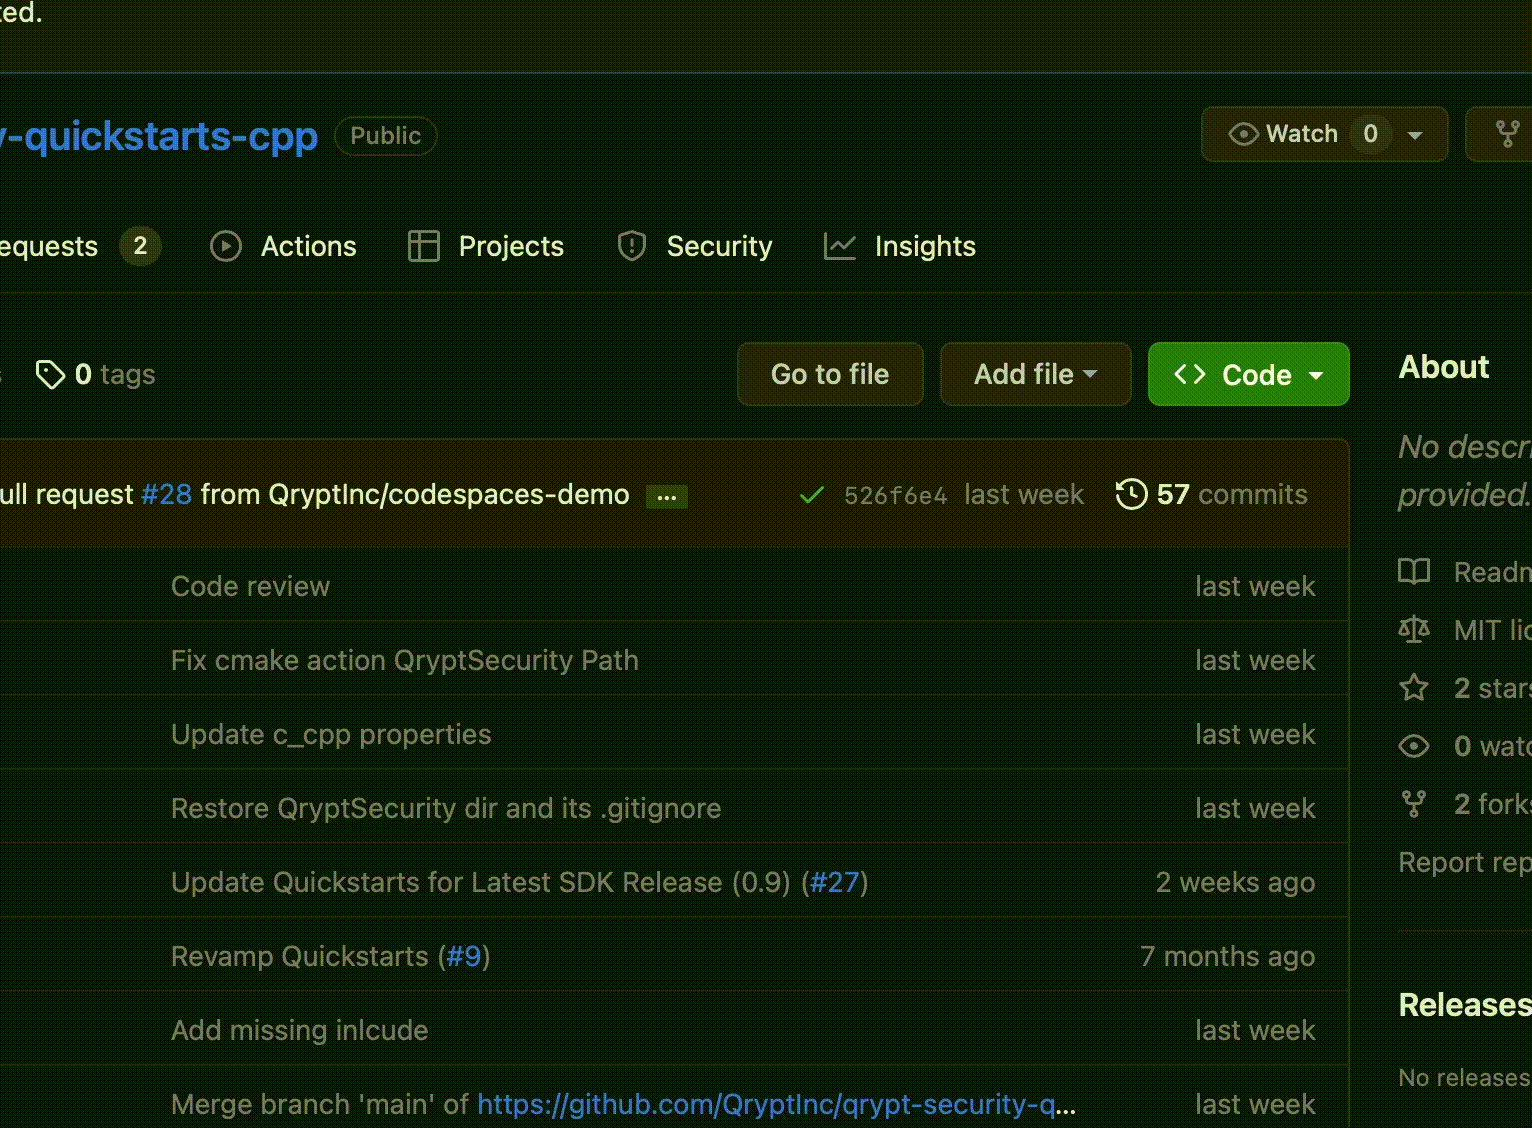 ted.
y-quickstarts-cpp Public Watch 0
equests 2 Actions Projects Security Insights
0 tags Go to file Add file Code
About
No descri
provided.
ull request #28 from QryptInc/codespaces-demo ... 526f6e4 last week 57 commits
Code review last week
Readm
Fix cmake action QryptSecurity Path last week
MIT lic
Update c_cpp properties last week
2 stars
0 watc
Restore QryptSecurity dir and its .gitignore last week
2 forks
Report rep
Update Quickstarts for Latest SDK Release (0.9) (#27) 2 weeks ago
Revamp Quickstarts (#9) 7 months ago
Releases
Add missing inlcude last week
No releases
Merge branch 'main' of https://github.com/QryptInc/qrypt-security-q... last week